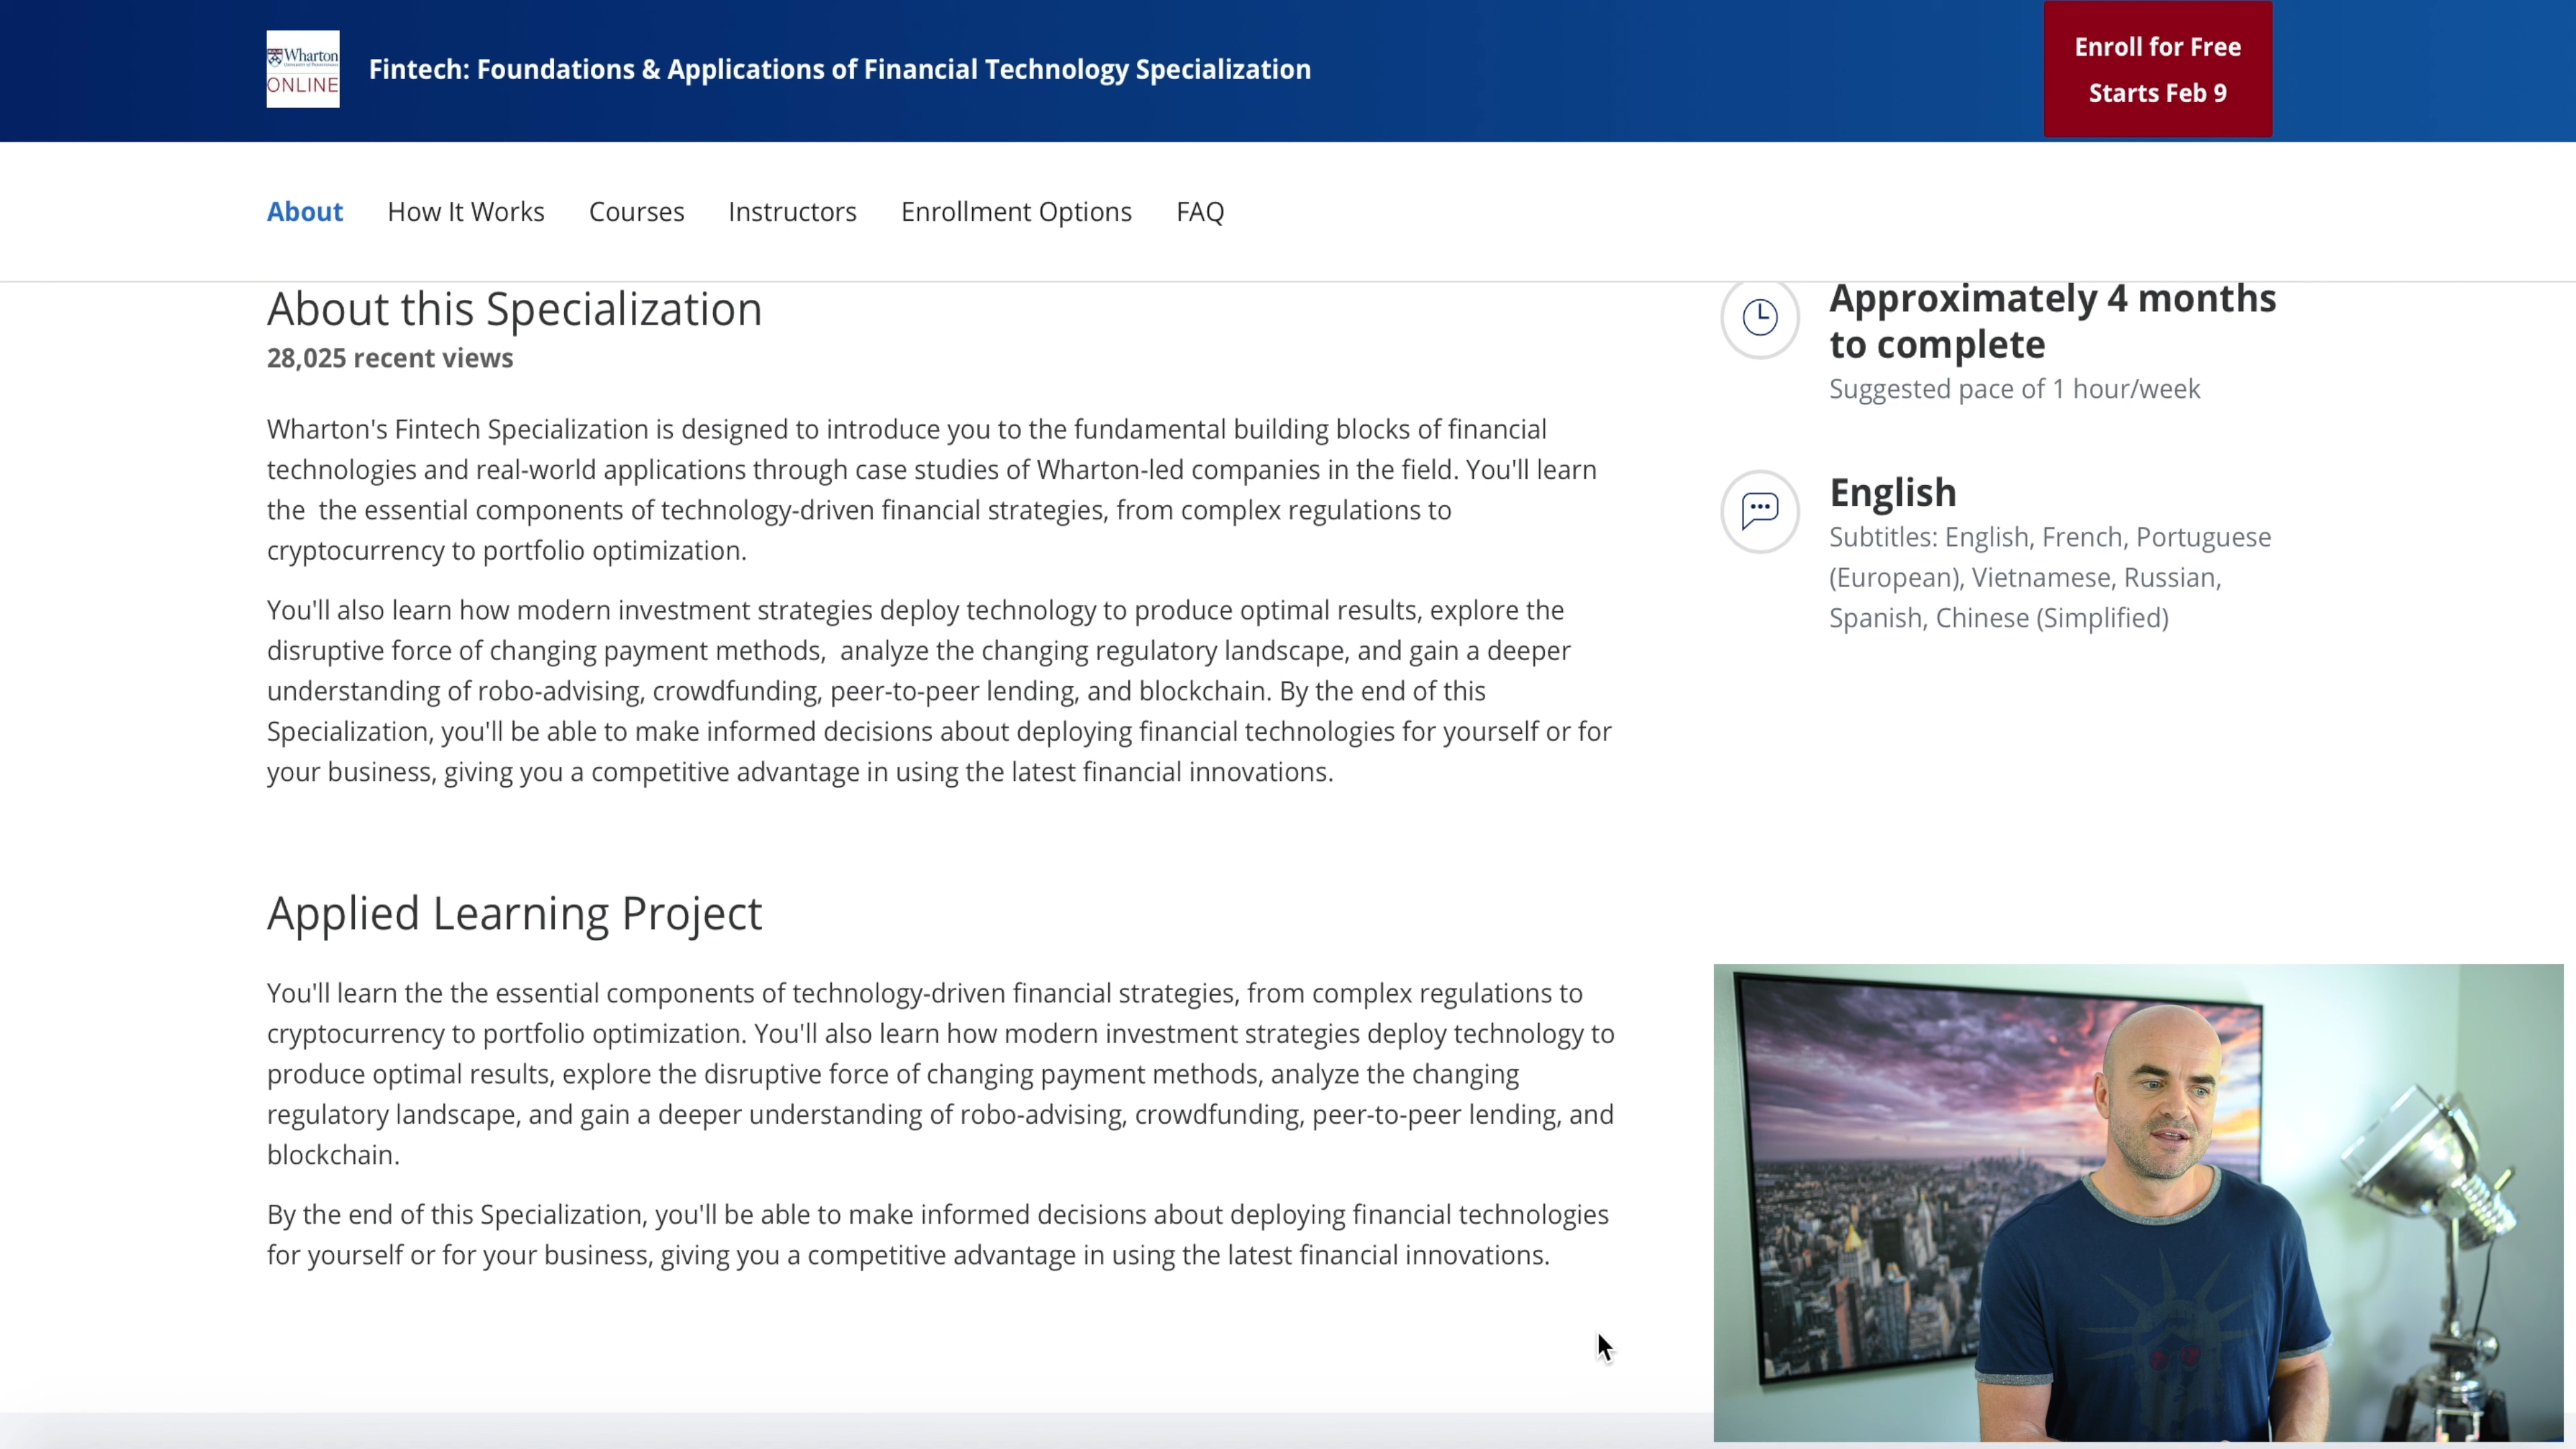 Wharton
ONLINE
Fintech: Foundations & Applications of Financial Technology Specialization
Enroll for Free
Starts Feb 9
About How It Works Courses Instructors Enrollment Options FAQ
About this Specialization
28,025 recent views
Wharton's Fintech Specialization is designed to introduce you to the fundamental building blocks of financial
technologies and real-world applications through case studies of Wharton-led companies in the field. You'll learn
the  the essential components of technology-driven financial strategies, from complex regulations to
cryptocurrency to portfolio optimization.
You'll also learn how modern investment strategies deploy technology to produce optimal results, explore the
disruptive force of changing payment methods,  analyze the changing regulatory landscape, and gain a deeper
understanding of robo-advising, crowdfunding, peer-to-peer lending, and blockchain. By the end of this
Specialization, you'll be able to make informed decisions about deploying financial technologies for yourself or for
your business, giving you a competitive advantage in using the latest financial innovations.
Approximately 4 months
to complete
Suggested pace of 1 hour/week
English
Subtitles: English, French, Portuguese
(European), Vietnamese, Russian,
Spanish, Chinese (Simplified)
Applied Learning Project
You'll learn the the essential components of technology-driven financial strategies, from complex regulations to
cryptocurrency to portfolio optimization. You'll also learn how modern investment strategies deploy technology to
produce optimal results, explore the disruptive force of changing payment methods, analyze the changing
regulatory landscape, and gain a deeper understanding of robo-advising, crowdfunding, peer-to-peer lending, and
blockchain.
By the end of this Specialization, you'll be able to make informed decisions about deploying financial technologies
for yourself or for your business, giving you a competitive advantage in using the latest financial innovations.